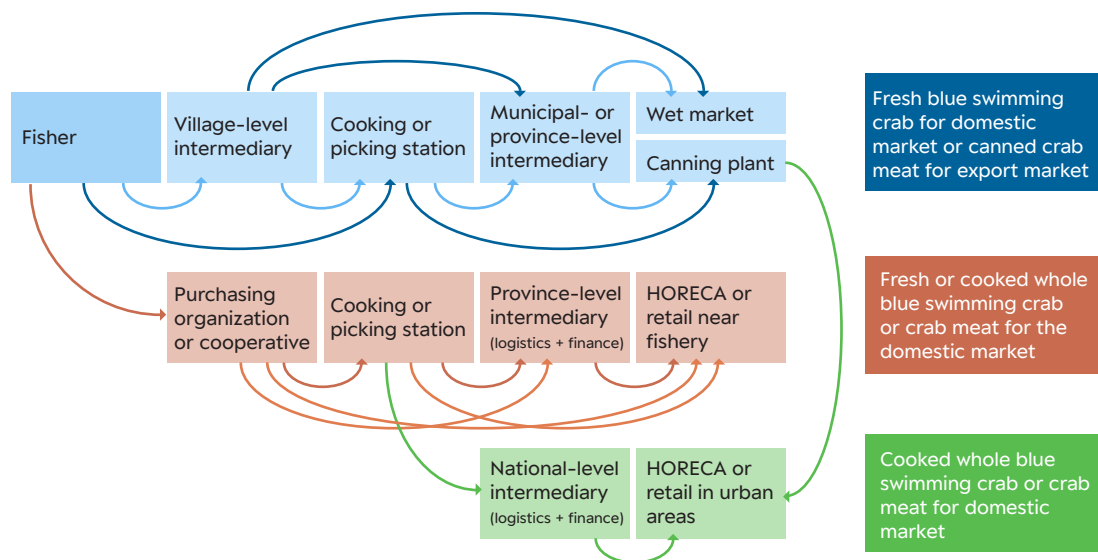 Fisher
Village-level
intermediary
Cooking or
picking station
Municipal- or
province-level
intermediary
Wet market
Canning plant
Fresh blue swimming
crab for domestic
market or canned crab
meat for export market
Purchasing
organization
or cooperative
Cooking or
picking station
Province-level
intermediary
(logistics + finance)
HORECA or
retail near
fishery
Fresh or cooked whole
blue swimming crab
or crab meat for the
domestic market
National-level
intermediary
(logistics + finance)
HORECA or
retail in urban
areas
Cooked whole blue
swimming crab or crab
meat for domestic
market